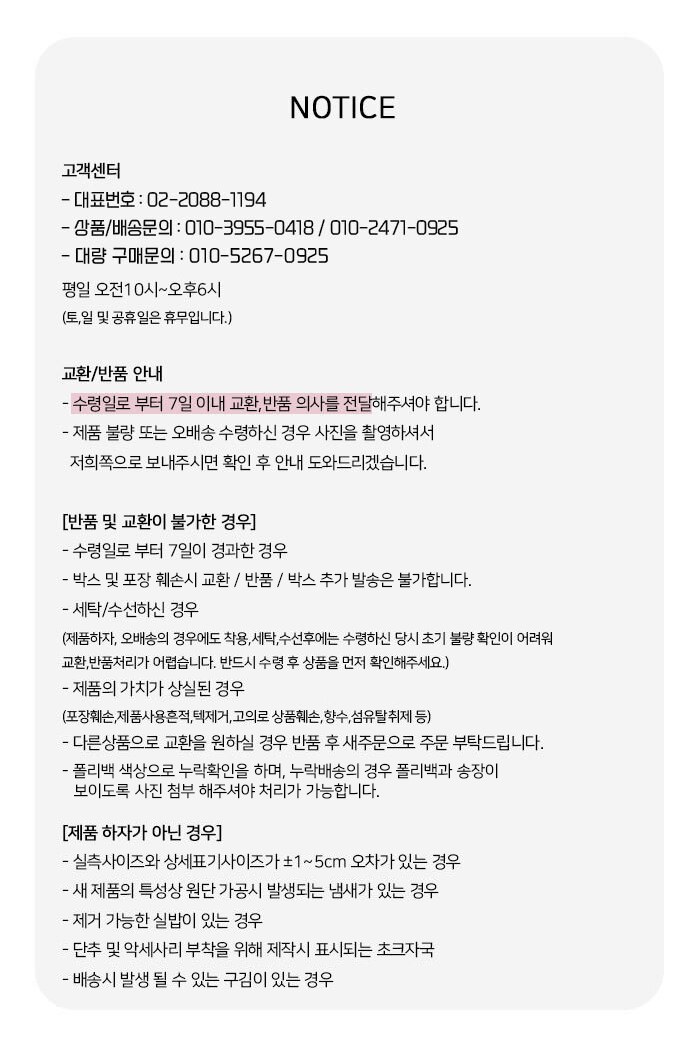 NOTICE
고객센터
- 대표번호 : 02-2088-1194
- 상품/배송문의 : 010-3955-0418 / 010-2471-0925
- 대량 구매문의 : 010-5267-0925
평일 오전10시~오후6시
(토,일 및 공휴일은 휴무입니다.)
교환/반품 안내
- 수령일로 부터 7일 이내 교환,반품 의사를 전달해주셔야 합니다.
- 제품 불량 또는 오배송 수령하신 경우 사진을 촬영하셔서
저희쪽으로 보내주시면 확인 후 안내 도와드리겠습니다.
[반품 및 교환이 불가한 경우]
- 수령일로 부터 7일이 경과한 경우
- 박스 및 포장 훼손시 교환 / 반품 / 박스 추가 발송은 불가합니다.
- 세탁/수선하신 경우
(제품하자, 오배송의 경우에도 착용,세탁,수선후에는 수령하신 당시 초기 불량 확인이 어려워
교환,반품처리가 어렵습니다. 반드시 수령 후 상품을 먼저 확인해주세요.)
- 제품의 가치가 상실된 경우
(포장훼손,제품사용흔적,텍제거,고의로 상품훼손,향수,섬유탈취제 등)
- 다른상품으로 교환을 원하실 경우 반품 후 새주문으로 주문 부탁드립니다.
- 폴리백 색상으로 누락확인을 하며, 누락배송의 경우 폴리백과 송장이
보이도록 사진 첨부 해주셔야 처리가 가능합니다.
[제품 하자가 아닌 경우]
- 실측사이즈와 상세표기사이즈가 ±1~5cm 오차가 있는 경우
- 새 제품의 특성상 원단 가공시 발생되는 냄새가 있는 경우
- 제거 가능한 실밥이 있는 경우
- 단추 및 악세사리 부착을 위해 제작시 표시되는 초크자국
- 배송시 발생 될 수 있는 구김이 있는 경우